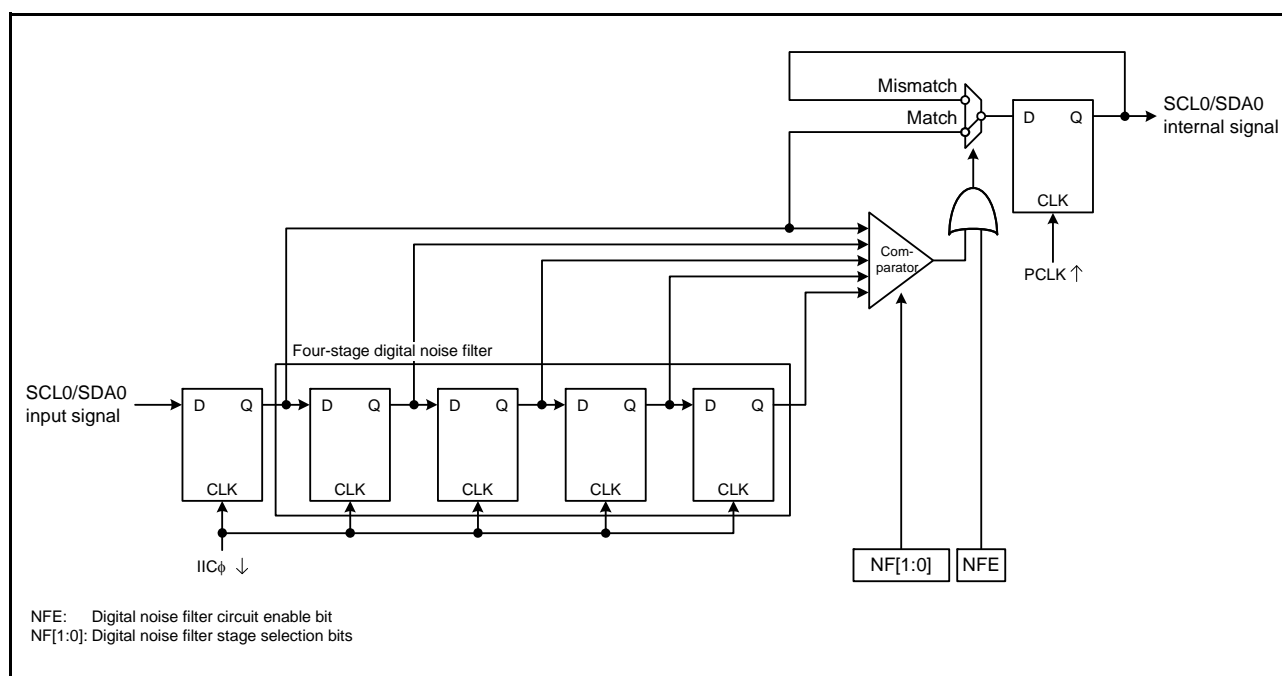 Mismatch
Match
D Q
CLK
PCLK ↑
SCL0/SDA0
internal signal
Com-
parator
Four-stage digital noise filter
SCL0/SDA0
input signal
D Q
CLK
D Q
CLK
D Q
CLK
D Q
CLK
D Q
CLK
IICϕ ↓
NF[1:0]
NFE
NFE: Digital noise filter circuit enable bit
NF[1:0]: Digital noise filter stage selection bits